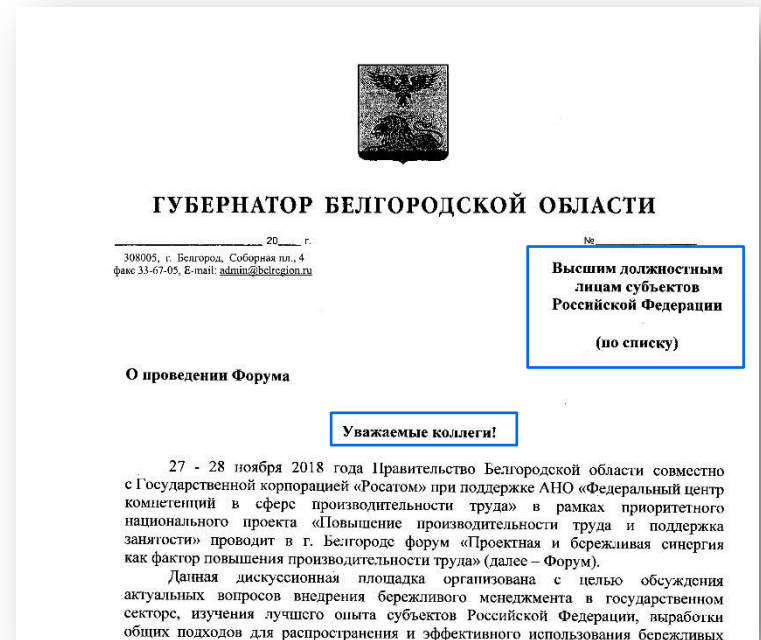 ГУБЕРНАТОР БЕЛГОРОДСКОЙ ОБЛАСТИ
____________________ 20___ г.
№______________
308005, г. Белгород, Соборная пл., 4
факс 33-67-05, E-mail: admin@belregion.ru
Высшим должностным
лицам субъектов
Российской Федерации
(по списку)
О проведении Форума
Уважаемые коллеги!
27 - 28 ноября 2018 года Правительство Белгородской области совместно
с Государственной корпорацией «Росатом» при поддержке АНО «Федеральный центр
компетенций в сфере производительности труда» в рамках приоритетного
национального проекта «Повышение производительности труда и поддержка
занятости» проводит в г. Белгороде форум «Проектная и бережливая синергия
как фактор повышения производительности труда» (далее – Форум).
Данная дискуссионная площадка организована с целью обсуждения
актуальных вопросов внедрения бережливого менеджмента в государственном
секторе, изучения лучшего опыта субъектов Российской Федерации, выработки
общих подходов для распространения и эффективного использования бережливых